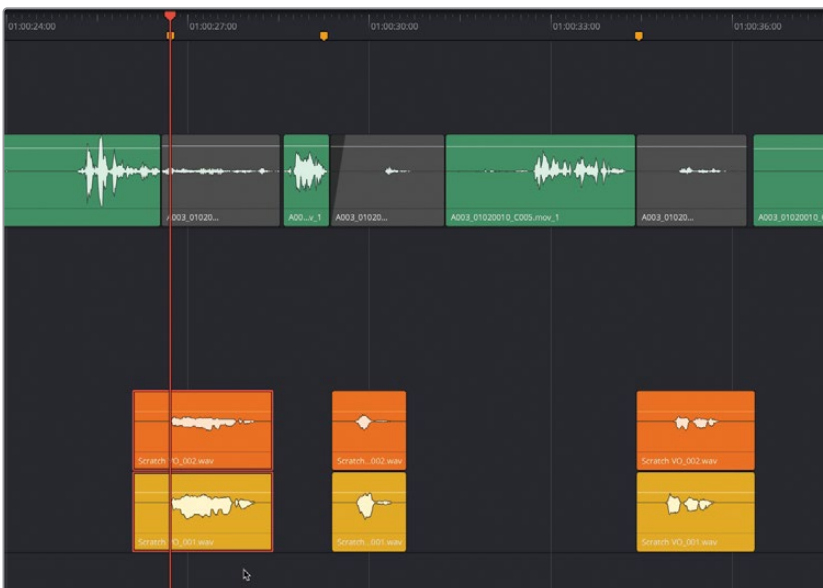 01:00:24:00 01:00:27:00 01:00:30:00 01:00:33:00 01:00:36:00
A003_01020... A00...v_1 A003_01020... A003_01020010_C005.mov_1 A003_01020... A003_01020010_
Scratch VO_002.wav Scratch...002.wav Scratch VO_002.wav
Scratch VO_001.wav Scratch...001.wav Scratch VO_001.wav